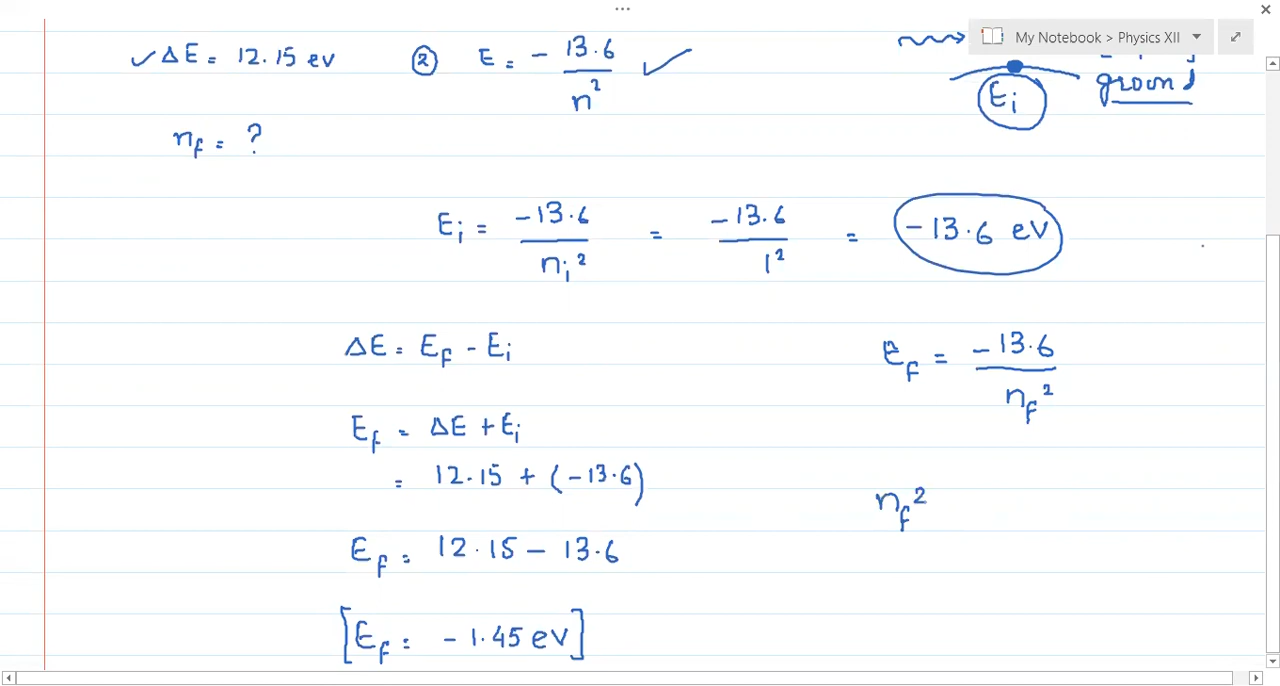 My Notebook > Physics XII
✓ ΔE = 12.15 ev ② E = -13.6/n² ✓
Ei
ground
nf = ?
Ei = -13.6/ni² = -13.6/1² = -13.6 eV
ΔE = Ef - Ei
Ef = -13.6/nf²
Ef = ΔE + Ei
= 12.15 + (-13.6)
nf²
Ef = 12.15 - 13.6
[Ef = -1.45 eV]